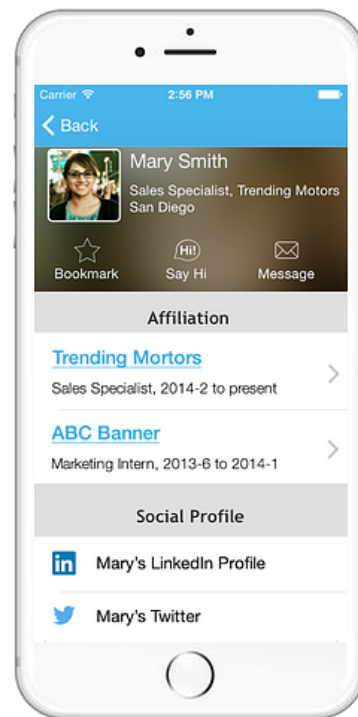 Carrier 2:56 PM
Back
Mary Smith
Sales Specialist, Trending Motors
San Diego
Bookmark Say Hi Message
Hi!
Affiliation
Trending Mortors
Sales Specialist, 2014-2 to present
ABC Banner
Marketing Intern, 2013-6 to 2014-1
Social Profile
in Mary's LinkedIn Profile
Mary's Twitter